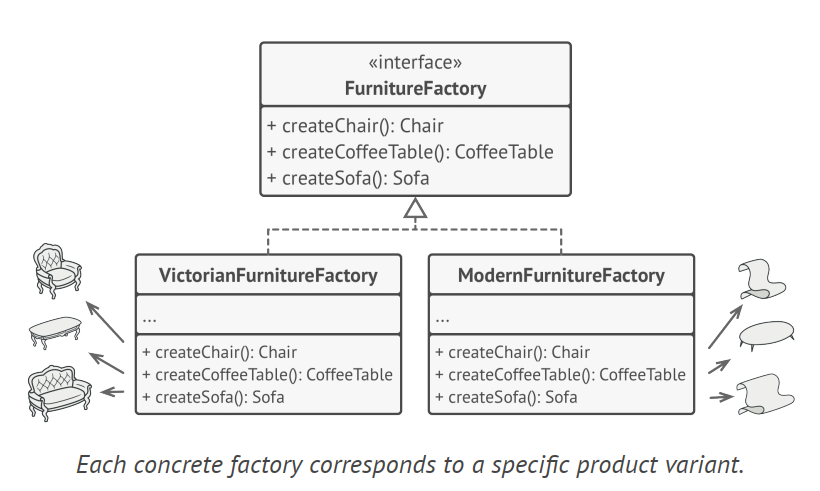 «interface»
FurnitureFactory
+ createChair(): Chair
+ createCoffeeTable(): CoffeeTable
+ createSofa(): Sofa
VictorianFurnitureFactory
...
+ createChair(): Chair
+ createCoffeeTable(): CoffeeTable
+ createSofa(): Sofa
ModernFurnitureFactory
...
+ createChair(): Chair
+ createCoffeeTable(): CoffeeTable
+ createSofa(): Sofa
Each concrete factory corresponds to a specific product variant.